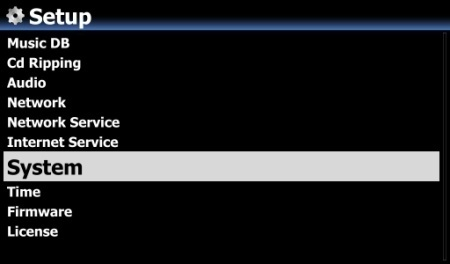 Setup
Music DB
Cd Ripping
Audio
Network
Network Service
Internet Service
System
Time
Firmware
License